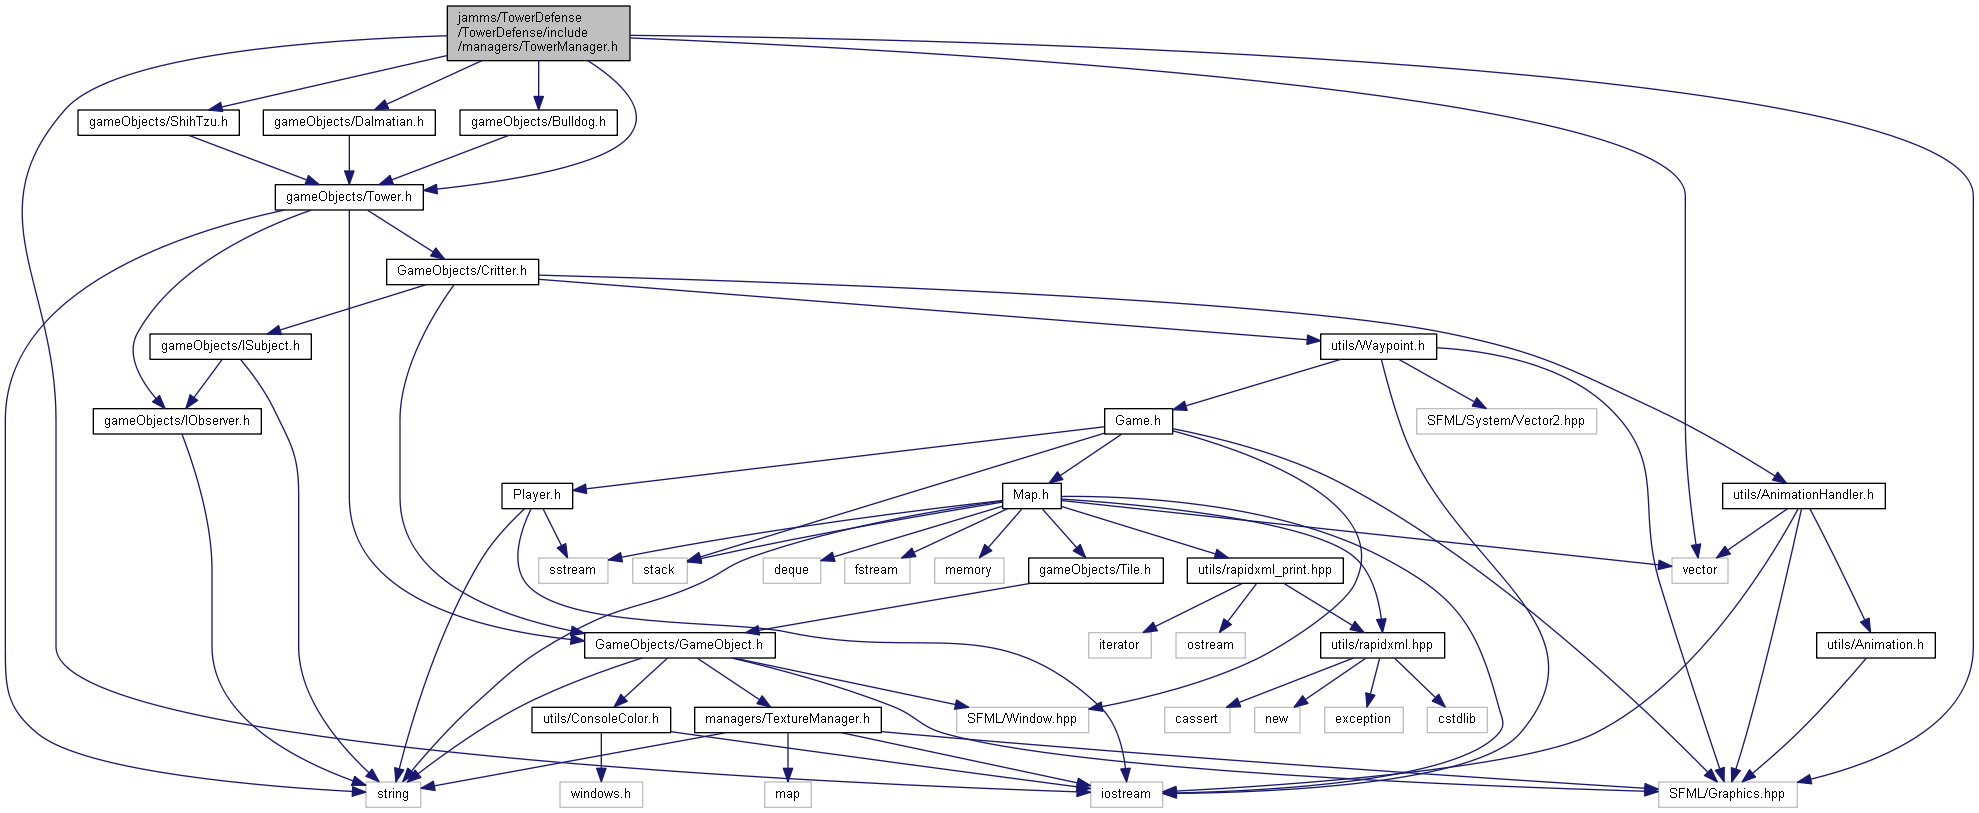 jamms/TowerDefense
/TowerDefense/include
/managers/TowerManager.h
gameObjects/ShihTzu.h
gameObjects/Dalmatian.h
gameObjects/Bulldog.h
gameObjects/Tower.h
GameObjects/Critter.h
gameObjects/ISubject.h
utils/Waypoint.h
gameObjects/IObserver.h
Game.h
SFML/System/Vector2.hpp
Player.h
Map.h
utils/AnimationHandler.h
sstream
stack
deque
fstream
memory
gameObjects/Tile.h
utils/rapidxml_print.hpp
vector
GameObjects/GameObject.h
iterator
ostream
utils/rapidxml.hpp
utils/Animation.h
utils/ConsoleColor.h
managers/TextureManager.h
SFML/Window.hpp
cassert
new
exception
cstdlib
string
windows.h
map
iostream
SFML/Graphics.hpp